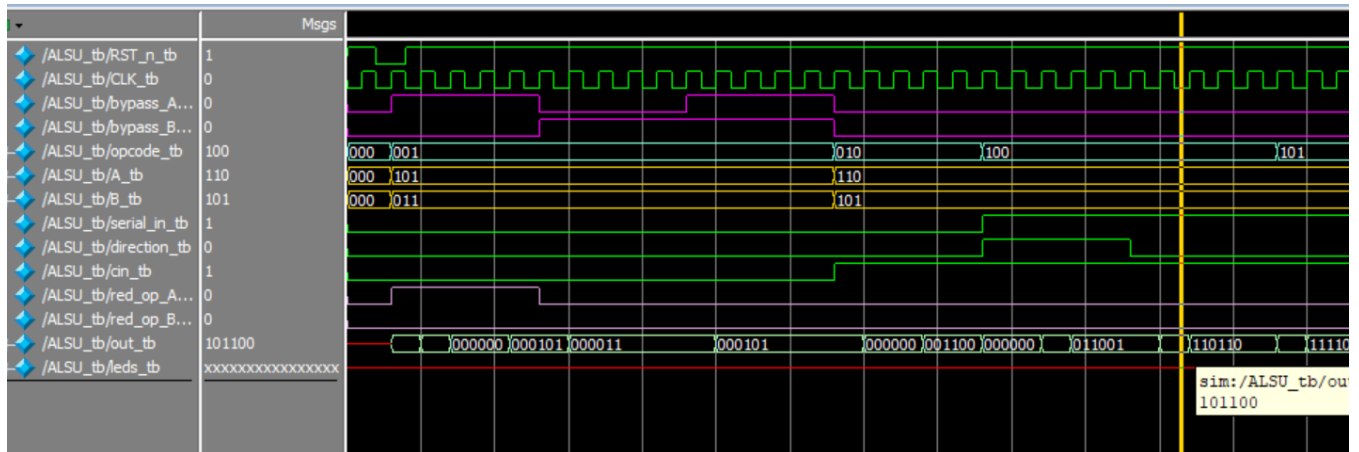 Msgs
/ALSU_tb/RST_n_tb 1
/ALSU_tb/CLK_tb 0
/ALSU_tb/bypass_A... 0
/ALSU_tb/bypass_B... 0
/ALSU_tb/opcode_tb 100 000 001 010 100 101
/ALSU_tb/A_tb 110 000 101 110
/ALSU_tb/B_tb 101 000 011 101
/ALSU_tb/serial_in_tb 1
/ALSU_tb/direction_tb 0
/ALSU_tb/cin_tb 1
/ALSU_tb/red_op_A... 0
/ALSU_tb/red_op_B... 0
/ALSU_tb/out_tb 101100 000000 000101 000011 000101 000000 001100 000000 011001 110110 11110
/ALSU_tb/leds_tb xxxxxxxxxxxxxxxx
sim:/ALSU_tb/ou
101100